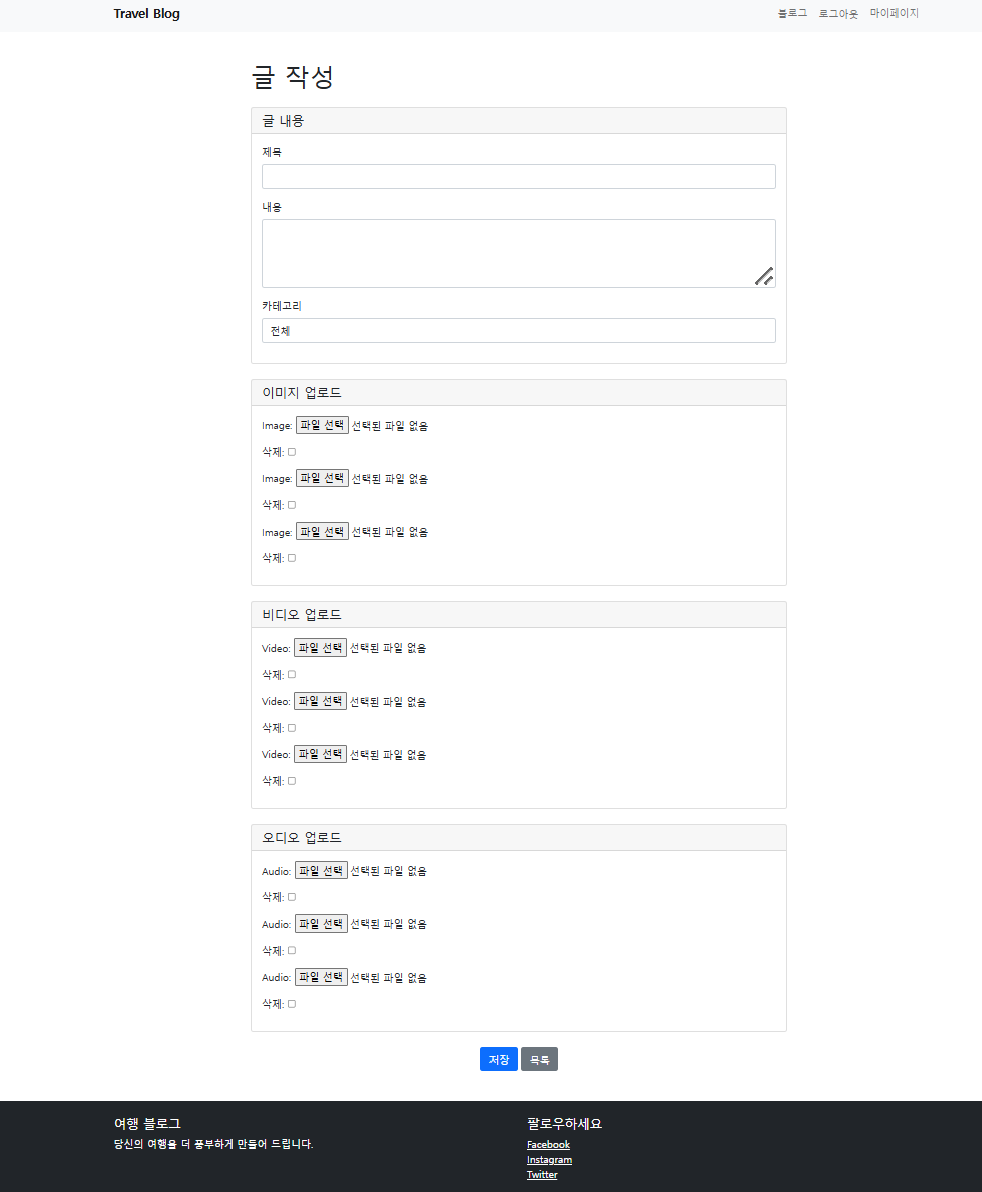 Travel Blog 블로그 로그아웃 마이페이지
글 작성
글 내용
제목
내용
카테고리
전체
이미지 업로드
Image: 파일 선택 선택된 파일 없음
삭제:
Image: 파일 선택 선택된 파일 없음
삭제:
Image: 파일 선택 선택된 파일 없음
삭제:
비디오 업로드
Video: 파일 선택 선택된 파일 없음
삭제:
Video: 파일 선택 선택된 파일 없음
삭제:
Video: 파일 선택 선택된 파일 없음
삭제:
오디오 업로드
Audio: 파일 선택 선택된 파일 없음
삭제:
Audio: 파일 선택 선택된 파일 없음
삭제:
Audio: 파일 선택 선택된 파일 없음
삭제:
저장 목록
여행 블로그
당신의 여행을 더 풍부하게 만들어 드립니다.
팔로우하세요
Facebook
Instagram
Twitter